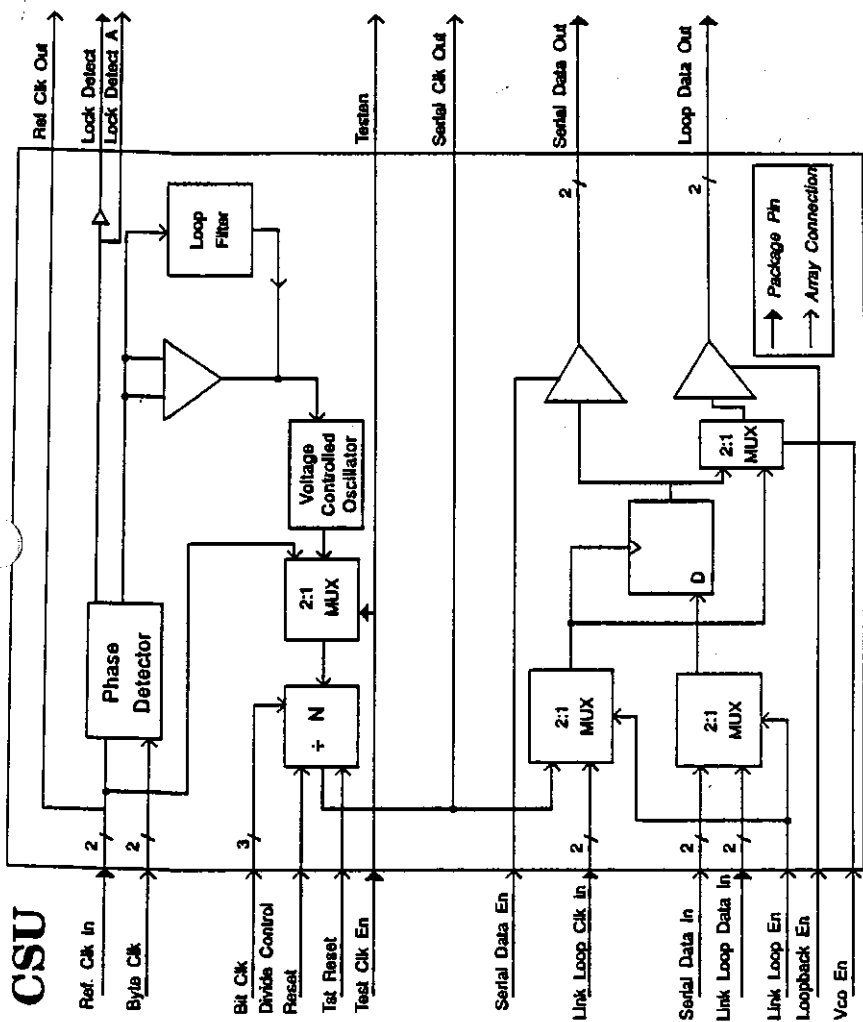 CSU
Ref. Clk In
Byte Clk
Bit Clk
Divide Control
Reset
Tst Reset
Test Clk En
Serial Data En
Link Loop Clk In
Serial Data In
Link Loop Data In
Link Loop En
Loopback En
Vco En
2
2
3
2
2
2
Phase
Detector
÷ N
2:1
MUX
Voltage
Controlled
Oscillator
Loop
Filter
2:1
MUX
2:1
MUX
D
2:1
MUX
2
2
Package Pin
Array Connection
Ref Clk Out
Lock Detect
Lock Detect A
Testen
Serial Clk Out
Serial Data Out
Loop Data Out